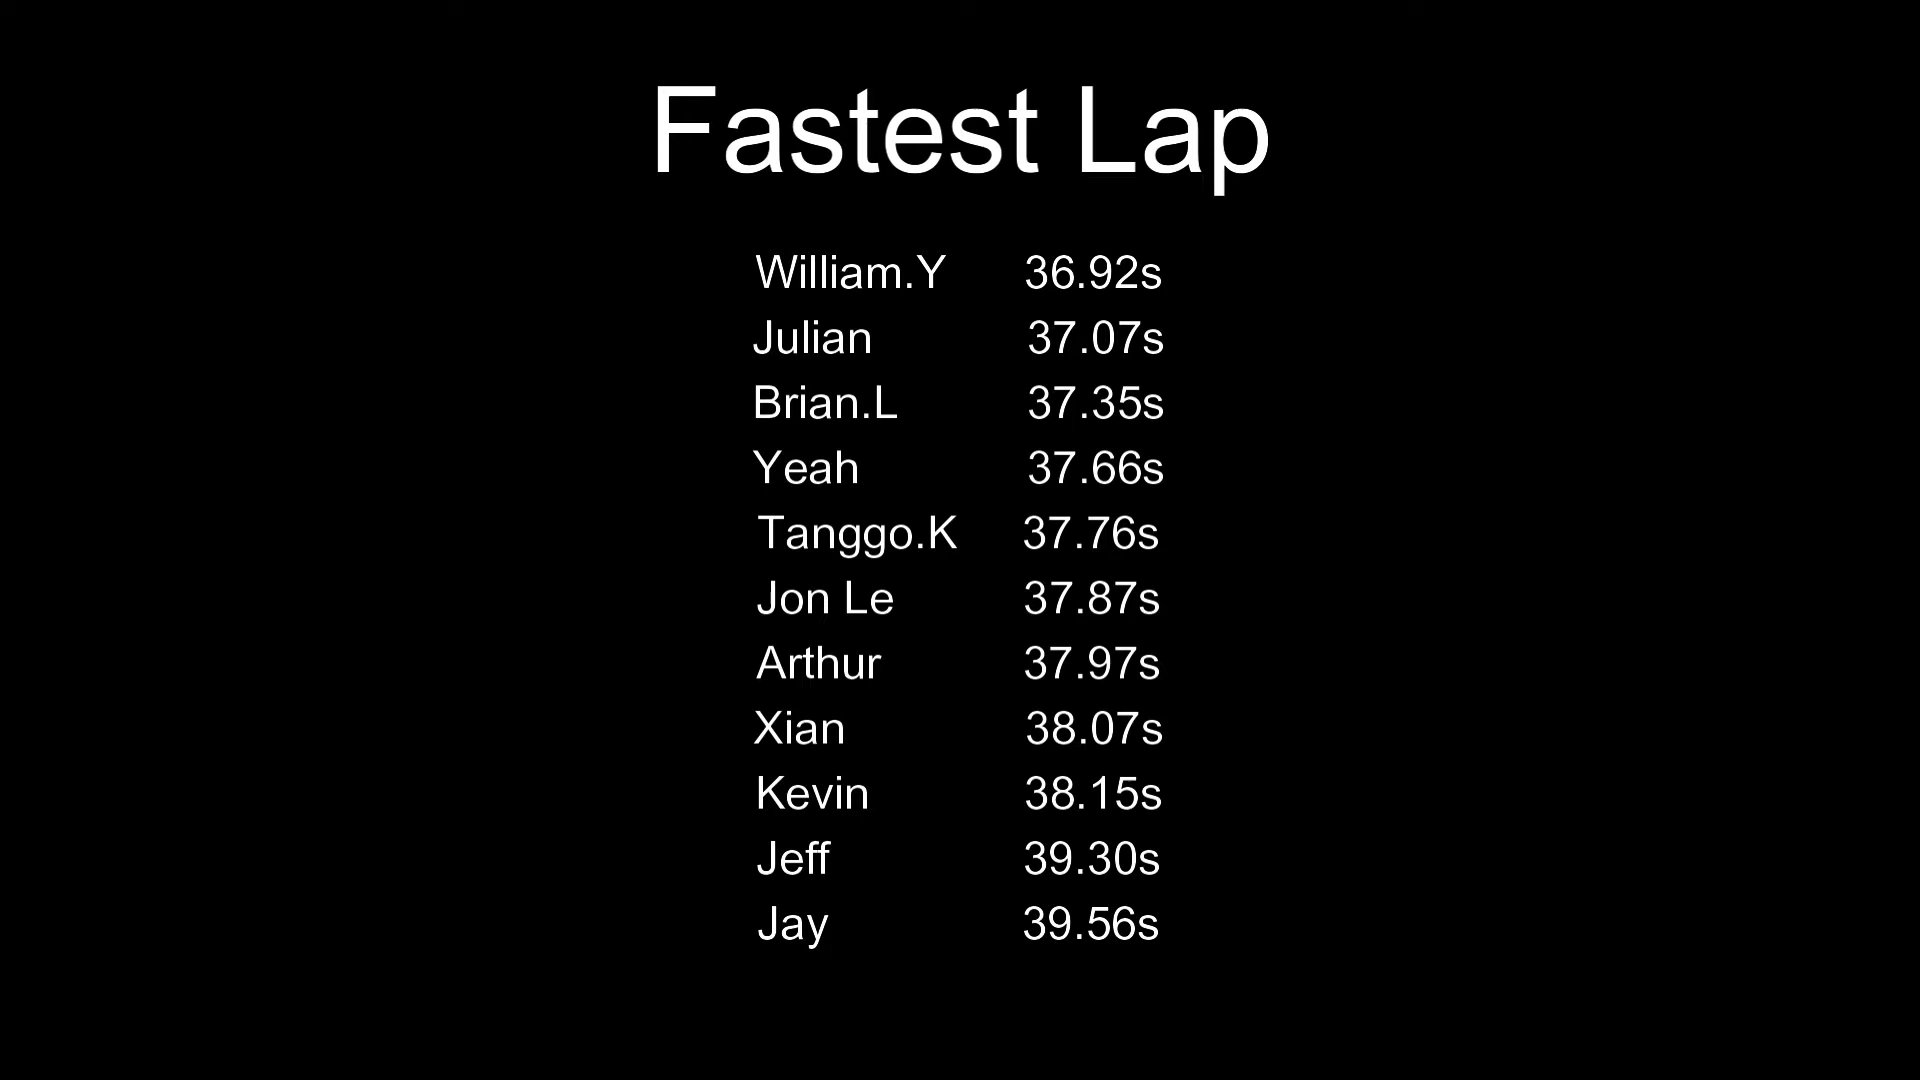 Fastest Lap
William.Y 36.92s
Julian 37.07s
Brian.L 37.35s
Yeah 37.66s
Tanggo.K 37.76s
Jon Le 37.87s
Arthur 37.97s
Xian 38.07s
Kevin 38.15s
Jeff 39.30s
Jay 39.56s